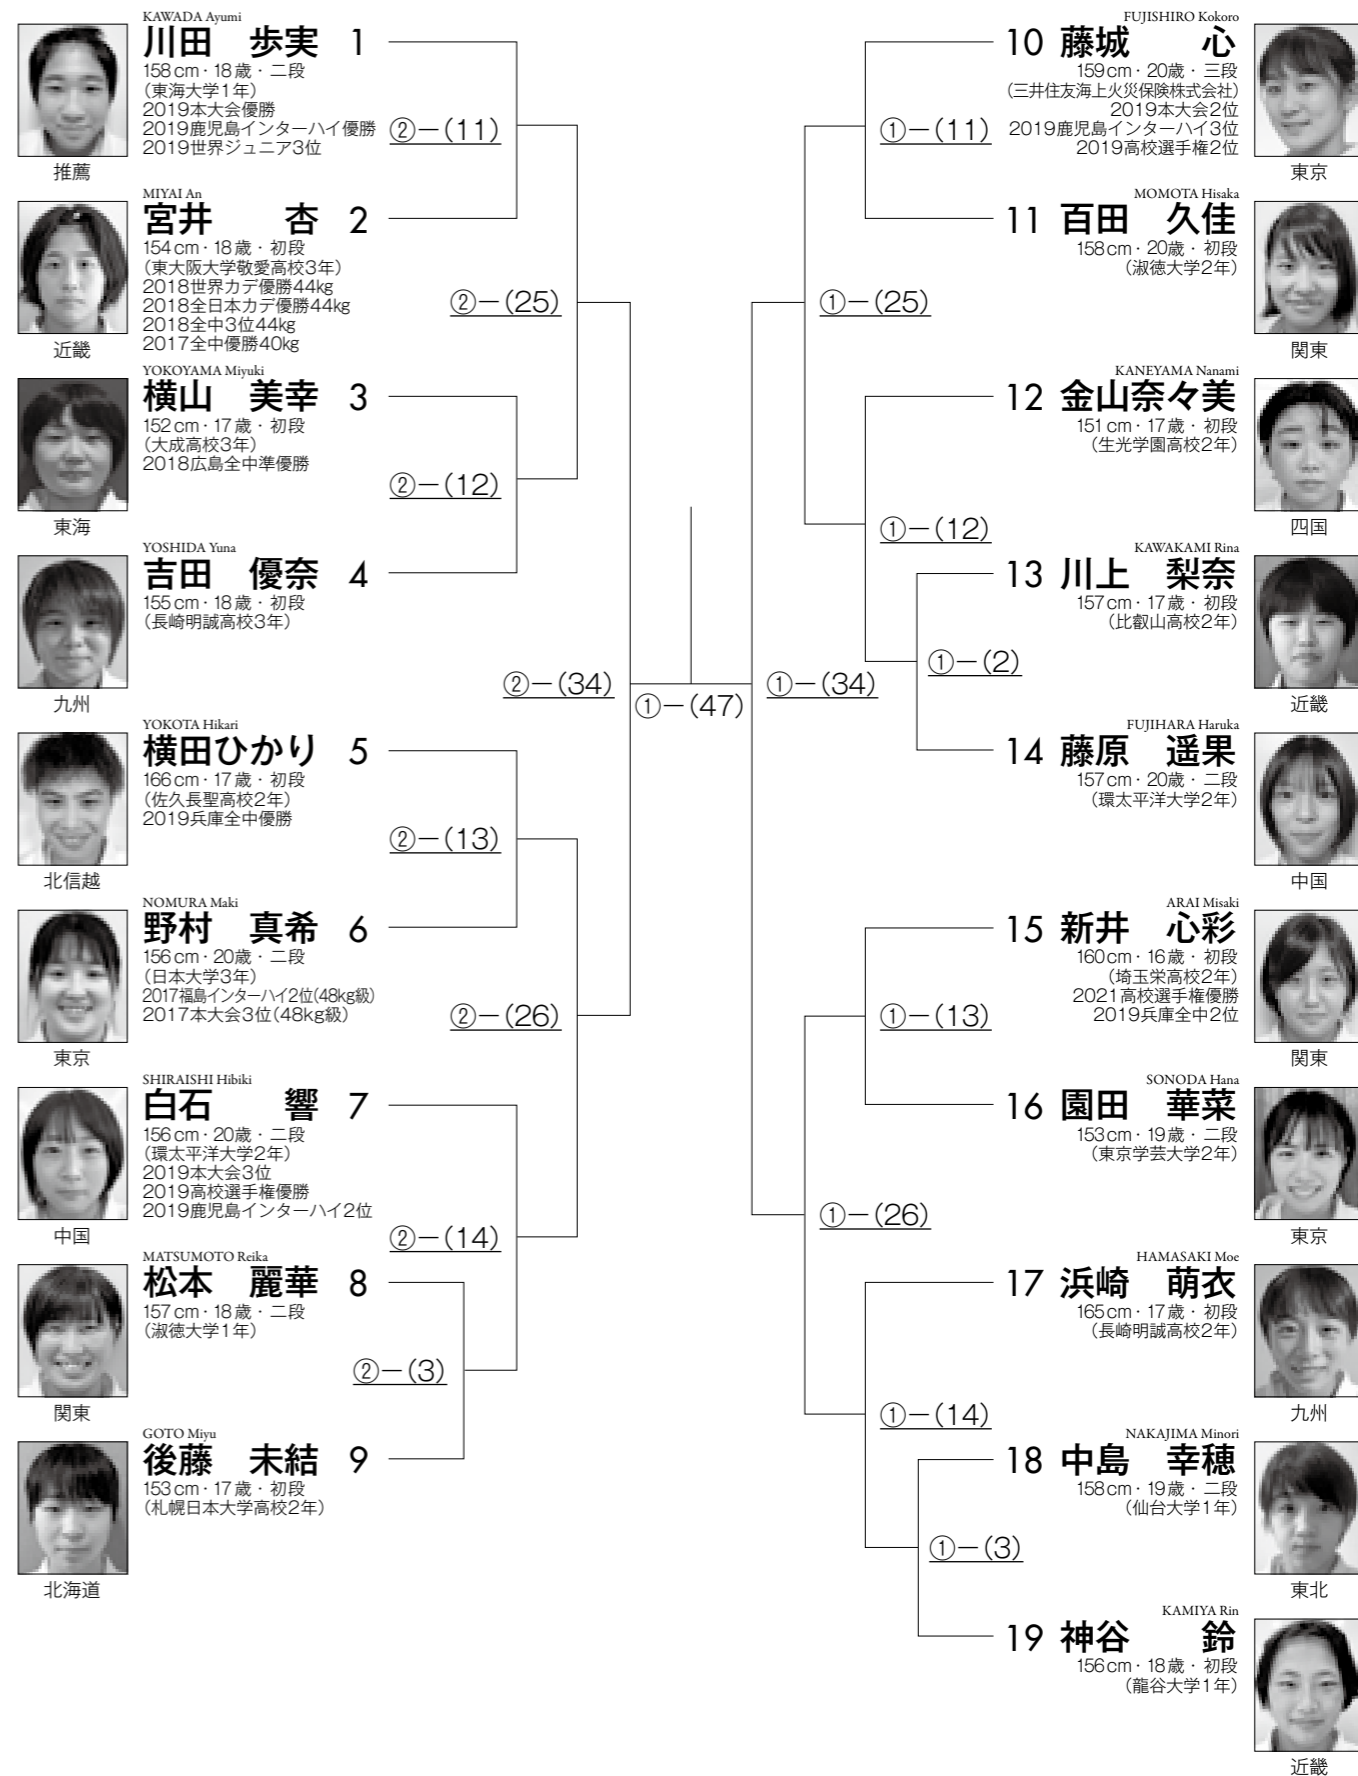 KAWADA Ayumi
川田 歩実 1
158cm・18歳・二段
(東海大学1年)
2019本大会優勝
2019鹿児島インターハイ優勝
2019世界ジュニア3位
推薦
②－(11)
MIYAI An
宮井 杏 2
154cm・18歳・初段
(東大阪大学敬愛高校3年)
2018世界カデ優勝44kg
2018全日本カデ優勝44kg
2018全中3位44kg
2017全中優勝40kg
近畿
②－(25)
YOKOYAMA Miyuki
横山 美幸 3
152cm・17歳・初段
(大成高校3年)
2018広島全中準優勝
東海
②－(12)
YOSHIDA Yuna
吉田 優奈 4
155cm・18歳・初段
(長崎明誠高校3年)
九州
②－(34)
YOKOTA Hikari
横田ひかり 5
166cm・17歳・初段
(佐久長聖高校2年)
2019兵庫全中優勝
北信越
②－(13)
NOMURA Maki
野村 真希 6
156cm・20歳・二段
(日本大学3年)
2017福島インターハイ2位(48kg級)
2017本大会3位(48kg級)
東京
②－(26)
SHIRAISHI Hibiki
白石 響 7
156cm・20歳・二段
(環太平洋大学2年)
2019本大会3位
2019高校選手権優勝
2019鹿児島インターハイ2位
中国
②－(14)
MATSUMOTO Reika
松本 麗華 8
157cm・18歳・二段
(淑徳大学1年)
関東
②－(3)
GOTO Miyu
後藤 未結 9
153cm・17歳・初段
(札幌日本大学高校2年)
北海道
①－(47)
FUJISHIRO Kokoro
10 藤城 心
159cm・20歳・三段
(三井住友海上火災保険株式会社)
2019本大会2位
2019鹿児島インターハイ3位
2019高校選手権2位
東京
①－(11)
MOMOTA Hisaka
11 百田 久佳
158cm・20歳・初段
(淑徳大学2年)
関東
①－(25)
KANEYAMA Nanami
12 金山奈々美
151cm・17歳・初段
(生光学園高校2年)
四国
①－(12)
KAWAKAMI Rina
13 川上 梨奈
157cm・17歳・初段
(比叡山高校2年)
近畿
①－(2)
①－(34)
FUJIHARA Haruka
14 藤原 遥果
157cm・20歳・二段
(環太平洋大学2年)
中国
ARAI Misaki
15 新井 心彩
160cm・16歳・初段
(埼玉栄高校2年)
2021高校選手権優勝
2019兵庫全中2位
関東
①－(13)
SONODA Hana
16 園田 華菜
153cm・19歳・二段
(東京学芸大学2年)
東京
①－(26)
HAMASAKI Moe
17 浜崎 萌衣
165cm・17歳・初段
(長崎明誠高校2年)
九州
①－(14)
NAKAJIMA Minori
18 中島 幸穂
158cm・19歳・二段
(仙台大学1年)
東北
①－(3)
KAMIYA Rin
19 神谷 鈴
156cm・18歳・初段
(龍谷大学1年)
近畿